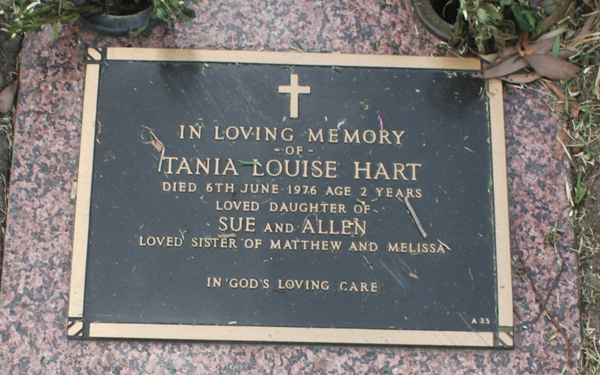 IN LOVING MEMORY
- OF -
TANIA LOUISE HART
DIED 6TH JUNE 1976 AGE 2 YEARS
LOVED DAUGHTER OF
SUE AND ALLEN
LOVED SISTER OF MATTHEW AND MELISSA
IN GOD'S LOVING CARE
A 35